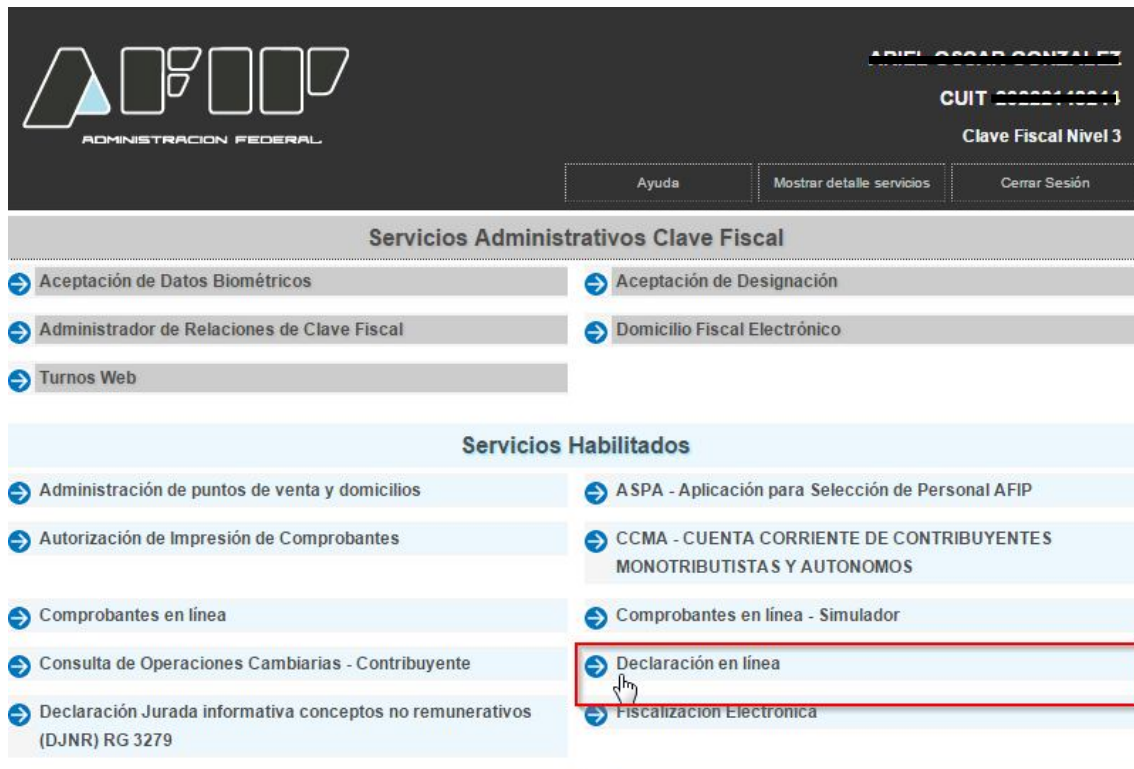 AFIP
ADMINISTRACION FEDERAL
CUIT
Clave Fiscal Nivel 3
Ayuda
Mostrar detalle servicios
Cerrar Sesión
Servicios Administrativos Clave Fiscal
Aceptación de Datos Biométricos
Aceptación de Designación
Administrador de Relaciones de Clave Fiscal
Domicilio Fiscal Electrónico
Turnos Web
Servicios Habilitados
Administración de puntos de venta y domicilios
ASPA - Aplicación para Selección de Personal AFIP
Autorización de Impresión de Comprobantes
CCMA - CUENTA CORRIENTE DE CONTRIBUYENTES
MONOTRIBUTISTAS Y AUTONOMOS
Comprobantes en línea
Comprobantes en línea - Simulador
Consulta de Operaciones Cambiarias - Contribuyente
Declaración en línea
Declaración Jurada informativa conceptos no remunerativos
(DJNR) RG 3279
Fiscalización Electrónica